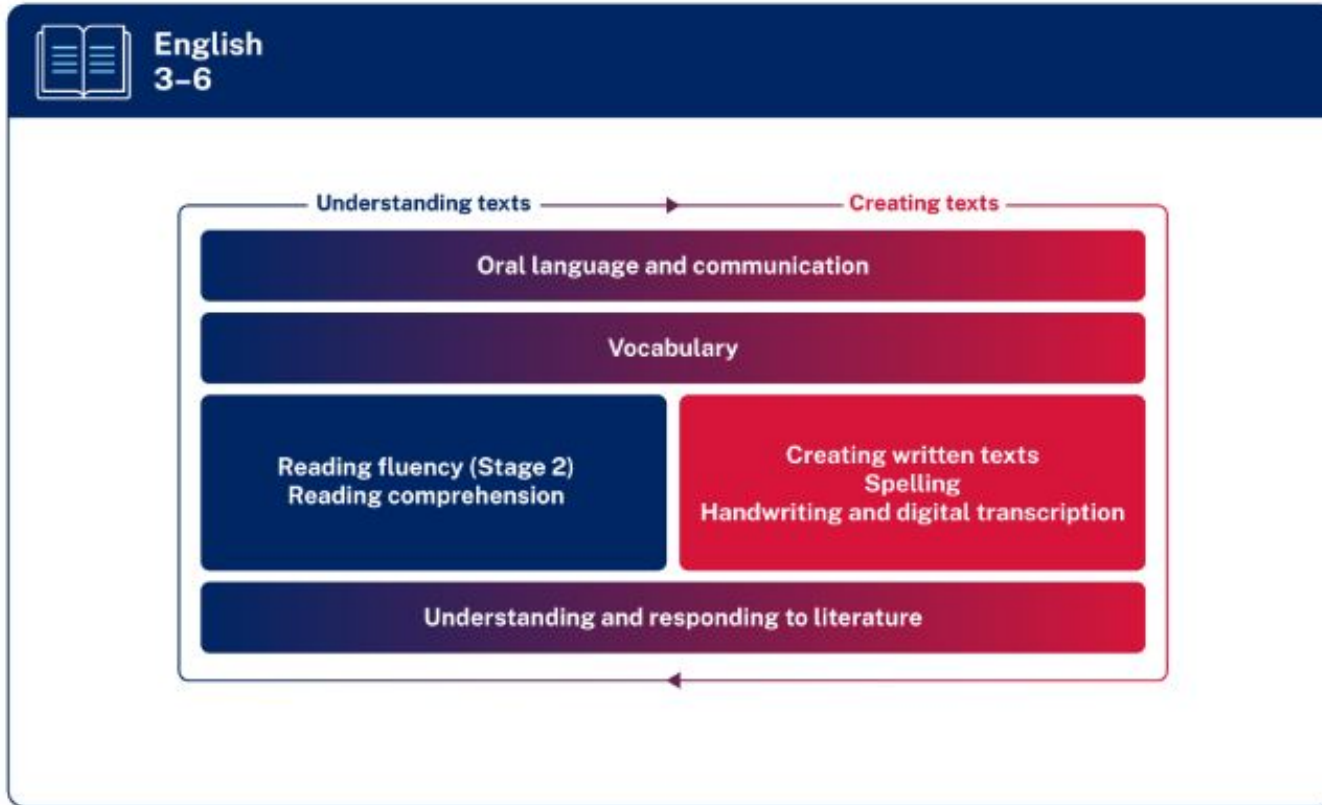 English
3–6
Understanding texts
Creating texts
Oral language and communication
Vocabulary
Reading fluency (Stage 2)
Reading comprehension
Creating written texts
Spelling
Handwriting and digital transcription
Understanding and responding to literature